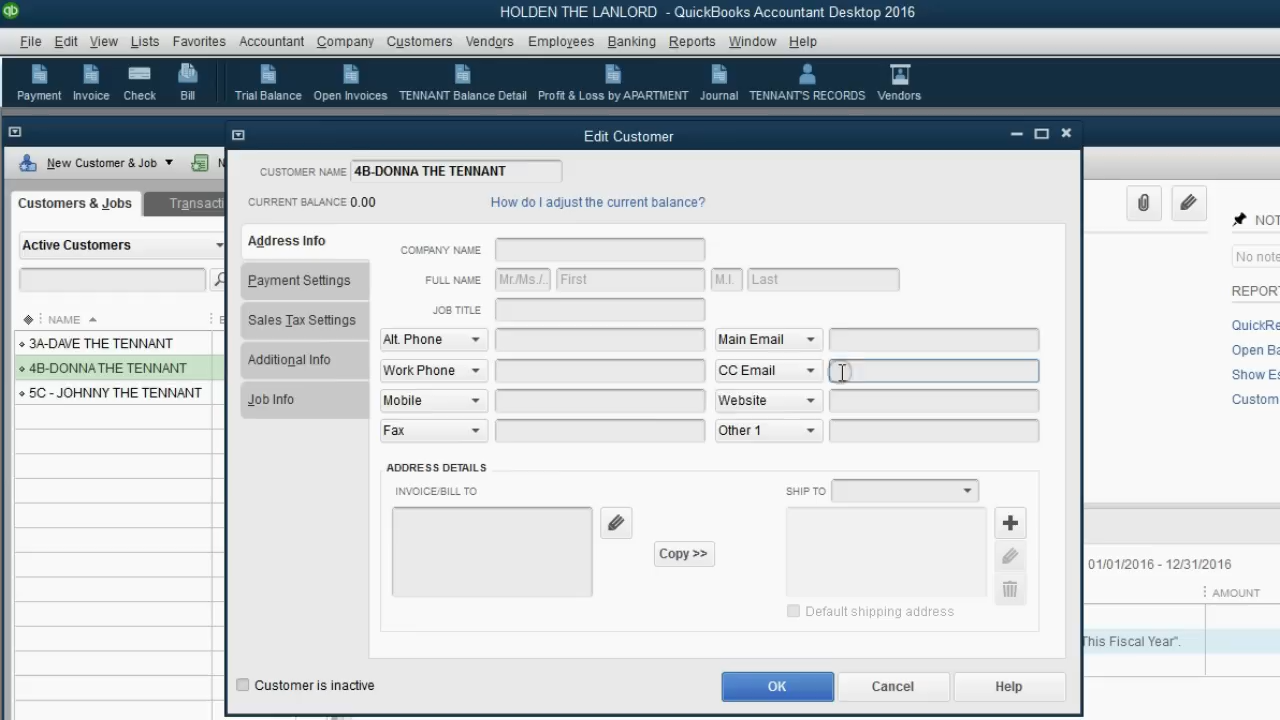 HOLDEN THE LANLORD - QuickBooks Accountant Desktop 2016
File Edit View Lists Favorites Accountant Company Customers Vendors Employees Banking Reports Window Help
Payment Invoice Check Bill Trial Balance Open Invoices TENNANT Balance Detail Profit & Loss by APARTMENT Journal TENNANT'S RECORDS Vendors
Edit Customer
New Customer & Job
CUSTOMER NAME 4B-DONNA THE TENNANT
CURRENT BALANCE 0.00 How do I adjust the current balance?
Customers & Jobs Transacti
Active Customers
NAME
3A-DAVE THE TENNANT
4B-DONNA THE TENNANT
5C - JOHNNY THE TENNANT
Address Info
Payment Settings
Sales Tax Settings
Additional Info
Job Info
COMPANY NAME
FULL NAME Mr./Ms./.. First M.I. Last
JOB TITLE
Alt. Phone Main Email
Work Phone CC Email
Mobile Website
Fax Other 1
ADDRESS DETAILS
INVOICE/BILL TO SHIP TO
Copy >>
Default shipping address
Customer is inactive
OK Cancel Help
NOT
No note
REPORT
QuickRe
Open Ba
Show Es
Custom
01/01/2016 - 12/31/2016
AMOUNT
This Fiscal Year".